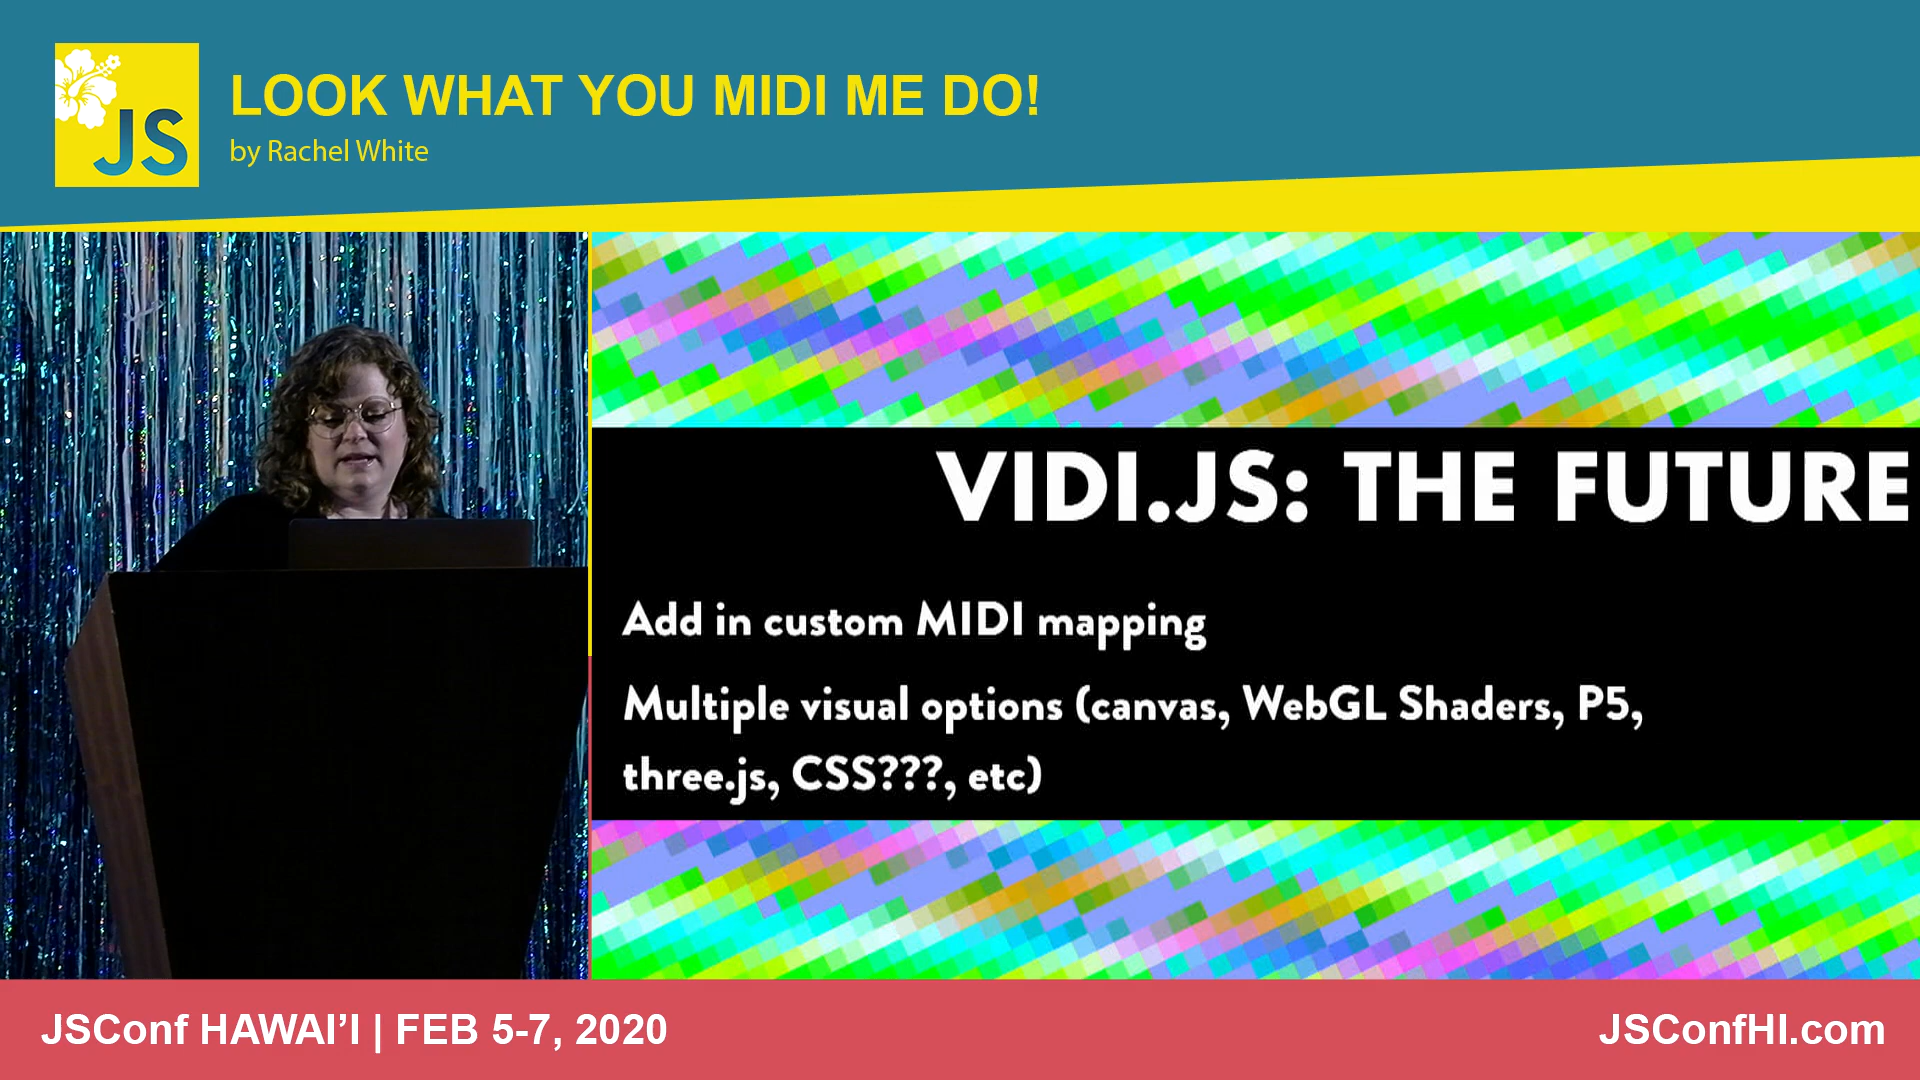 JS
LOOK WHAT YOU MIDI ME DO!
by Rachel White
VIDI.JS: THE FUTURE
Add in custom MIDI mapping
Multiple visual options (canvas, WebGL Shaders, P5,
three.js, CSS???, etc)
JSConf HAWAI’I | FEB 5-7, 2020
JSConfHI.com